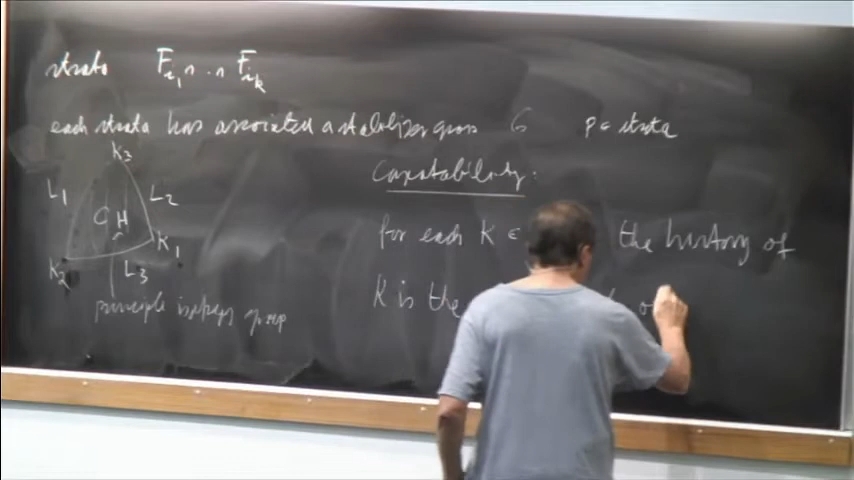 strata F_{i_1} ∩ .. ∩ F_{i_k}
each strata has associated a stabilizer group G p ∈ strata
K_3
L_1 L_2
H
K_1
K_2 L_3
principle isotropy group
Compatability:
for each K ∈ the history of
K is the